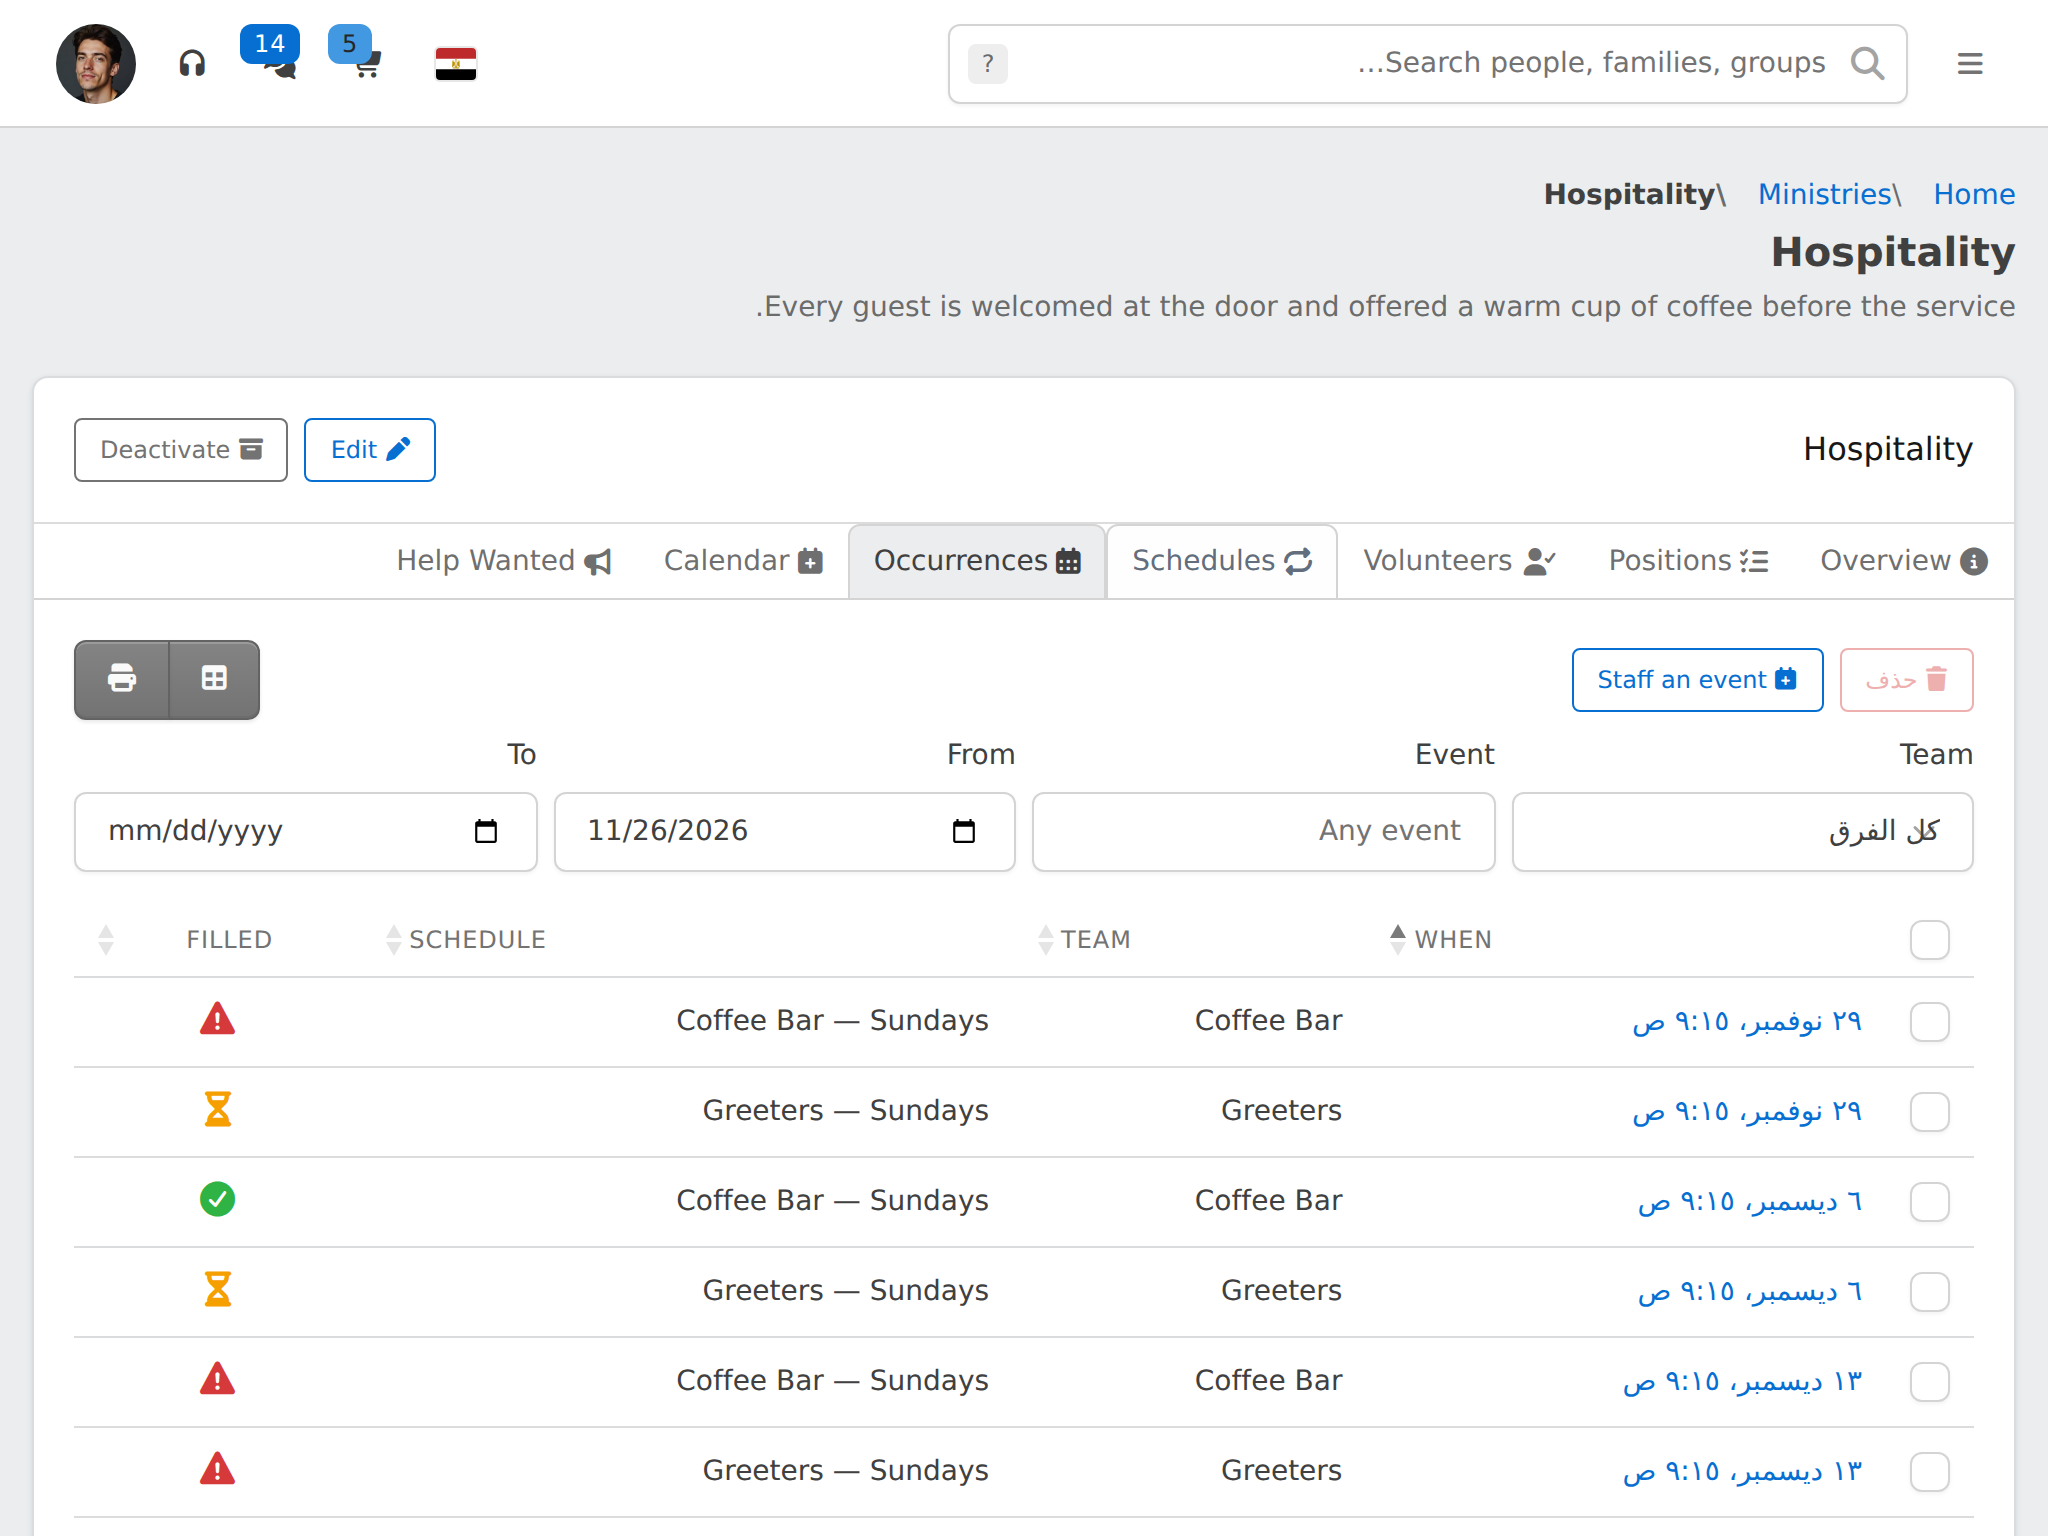 14
5
?
Search people, families, groups...
Home \ Ministries \ Hospitality
Hospitality
Every guest is welcomed at the door and offered a warm cup of coffee before the service.
Hospitality
Edit
Deactivate
Overview
Positions
Volunteers
Schedules
Occurrences
Calendar
Help Wanted
حذف
Staff an event
Team
Event
From
To
كل الفرق
Any event
11/26/2026
mm/dd/yyyy
WHEN
TEAM
SCHEDULE
FILLED
٢٩ نوفمبر، ٩:١٥ ص
Coffee Bar
Coffee Bar — Sundays
٢٩ نوفمبر، ٩:١٥ ص
Greeters
Greeters — Sundays
٦ ديسمبر، ٩:١٥ ص
Coffee Bar
Coffee Bar — Sundays
٦ ديسمبر، ٩:١٥ ص
Greeters
Greeters — Sundays
١٣ ديسمبر، ٩:١٥ ص
Coffee Bar
Coffee Bar — Sundays
١٣ ديسمبر، ٩:١٥ ص
Greeters
Greeters — Sundays